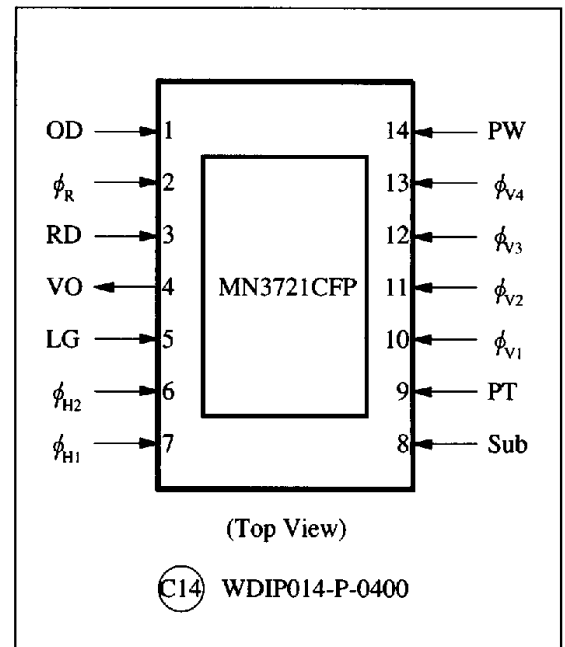 OD 1 14 PW
ϕR 2 13 ϕV4
RD 3 12 ϕV3
VO 4 MN3721CFP 11 ϕV2
LG 5 10 ϕV1
ϕH2 6 9 PT
ϕH1 7 8 Sub
(Top View)
C14 WDIP014-P-0400